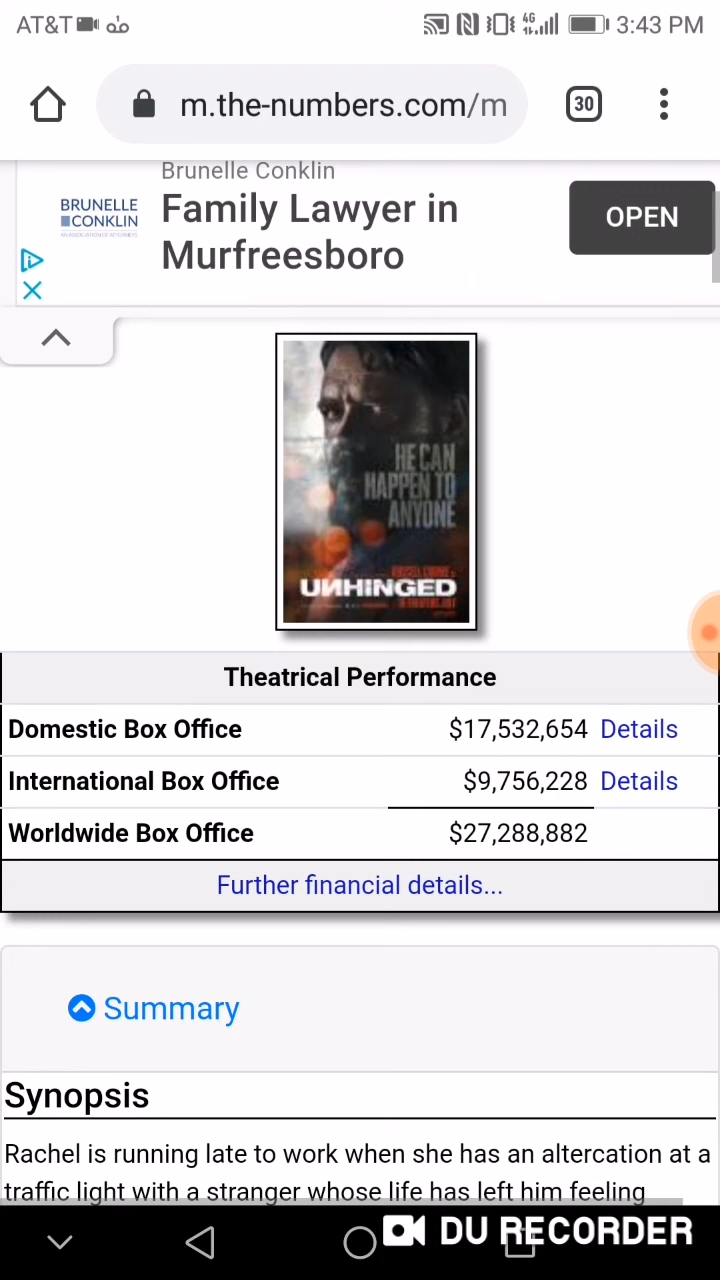 AT&T 4G 3:43 PM
m.the-numbers.com/m 30
Brunelle Conklin
BRUNELLE
CONKLIN
Family Lawyer in
Murfreesboro
OPEN
HE CAN
HAPPEN TO
ANYONE
RUSSELL CROWE
UNHINGED
Theatrical Performance
Domestic Box Office $17,532,654 Details
International Box Office $9,756,228 Details
Worldwide Box Office $27,288,882
Further financial details...
Summary
Synopsis
Rachel is running late to work when she has an altercation at a
traffic light with a stranger whose life has left him feeling
DU RECORDER